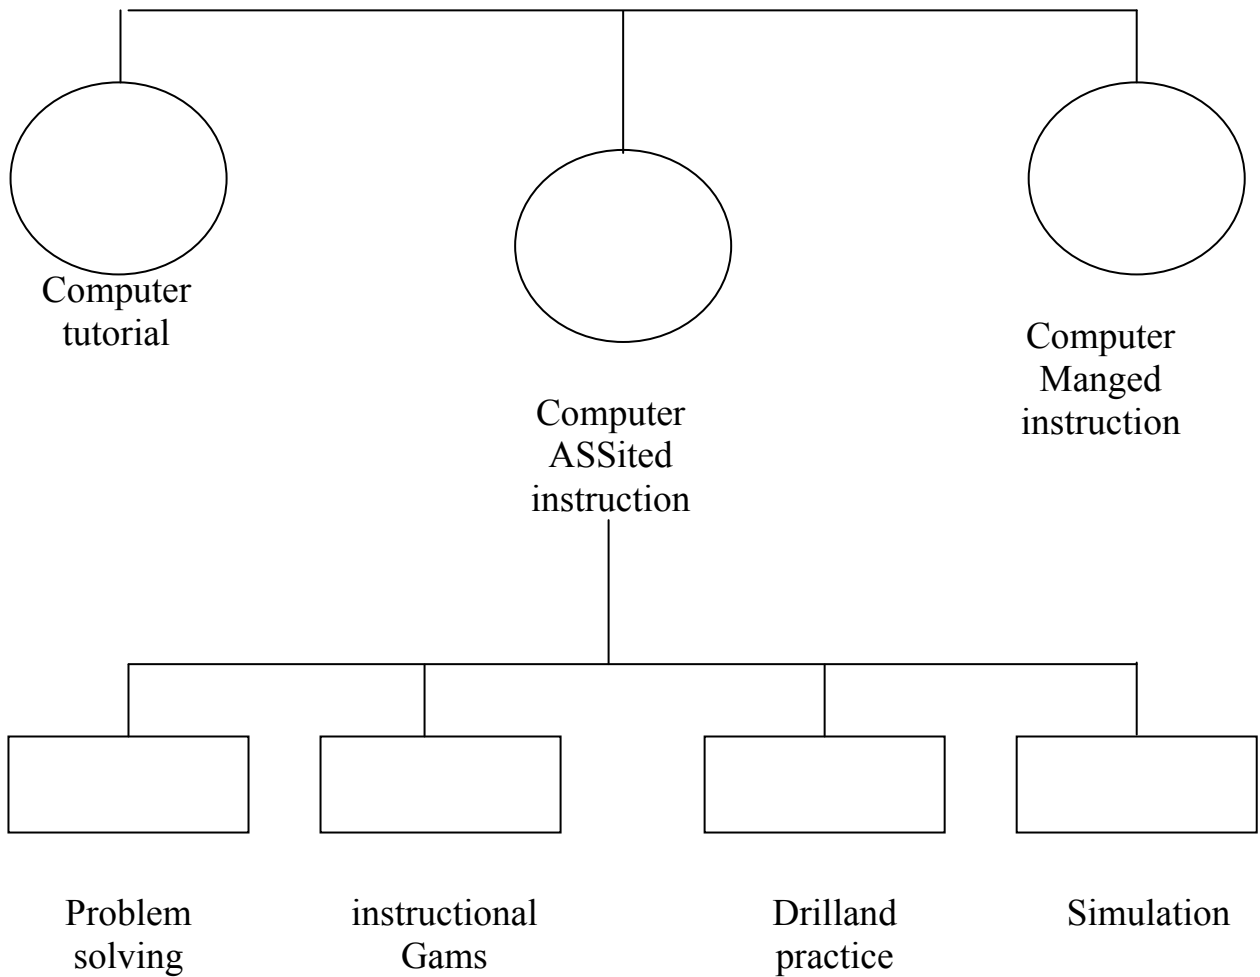 Computer
tutorial
Computer
ASSited
instruction
Computer
Manged
instruction
Problem
solving
instructional
Gams
Drilland
practice
Simulation